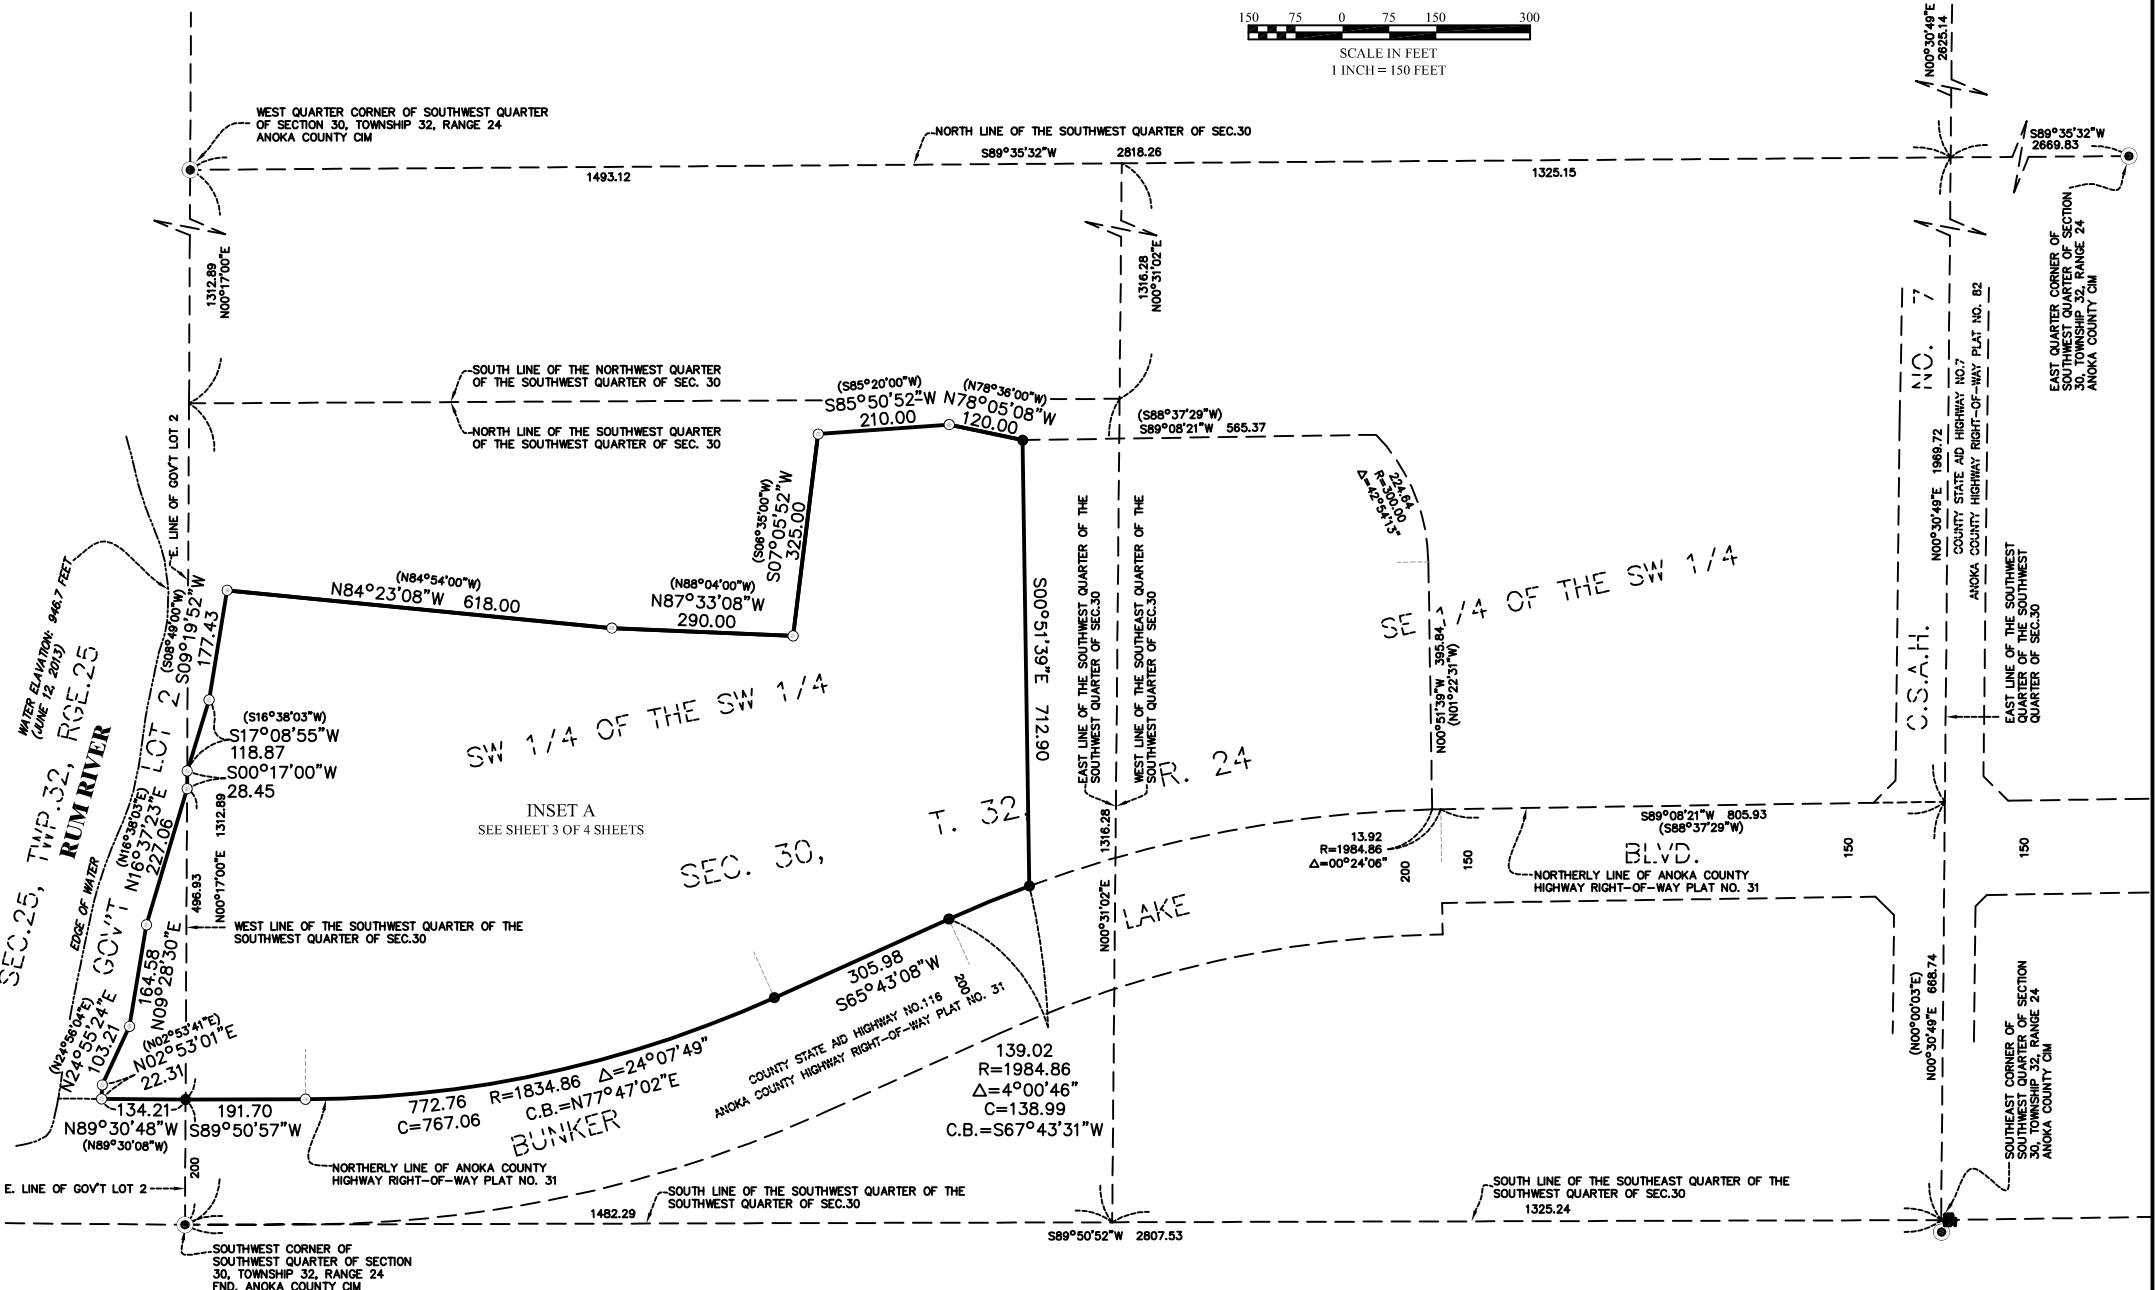 150 75 0 75 150 300
SCALE IN FEET
1 INCH = 150 FEET
N00°30'49"E
2625.14
WEST QUARTER CORNER OF SOUTHWEST QUARTER
OF SECTION 30, TOWNSHIP 32, RANGE 24
ANOKA COUNTY CIM
NORTH LINE OF THE SOUTHWEST QUARTER OF SEC.30
S89°35'32"W 2818.26
1493.12
1325.15
S89°35'32"W
2669.83
EAST QUARTER CORNER OF
SOUTHWEST QUARTER OF SECTION
30, TOWNSHIP 32, RANGE 24
ANOKA COUNTY CIM
1312.89
N00°17'00"E
1316.28
N00°31'02"E
SOUTH LINE OF THE NORTHWEST QUARTER
OF THE SOUTHWEST QUARTER OF SEC. 30
NORTH LINE OF THE SOUTHWEST QUARTER
OF THE SOUTHWEST QUARTER OF SEC. 30
(S85°20'00"W)
S85°50'52"W
210.00
(N78°36'00"W)
N78°05'08"W
120.00
(S88°37'29"W)
S89°08'21"W 565.37
224.64
R=300.00
Δ=42°54'13"
E. LINE OF GOV'T LOT 2
(S06°35'00"W)
S07°05'52"W
325.00
(N84°54'00"W)
N84°23'08"W 618.00
(N88°04'00"W)
N87°33'08"W
290.00
(S08°49'00"W)
S09°19'52"W
177.43
WATER ELAVATION: 946.7 FEET
(JUNE 12, 2013)
SEC.25, TWP.32, RGE.25
RUM RIVER
EDGE OF WATER
GOV'T LOT 2
(S16°38'03"W)
S17°08'55"W
118.87
S00°17'00"W
28.45
(N16°38'03"E)
N16°37'23"E
227.06
496.93
N00°17'00"E 1312.89
SW 1/4 OF THE SW 1/4
INSET A
SEE SHEET 3 OF 4 SHEETS
SEC. 30, T. 32, R. 24
S00°51'39"E 712.90
EAST LINE OF THE SOUTHWEST QUARTER OF THE
SOUTHWEST QUARTER OF SEC.30
WEST LINE OF THE SOUTHEAST QUARTER OF THE
SOUTHWEST QUARTER OF SEC.30
SE 1/4 OF THE SW 1/4
N00°51'39"W 395.84
(N01°22'31"W)
C.S.A.H. NO. 7
N00°30'49"E 1969.72
COUNTY STATE AID HIGHWAY NO.7
ANOKA COUNTY HIGHWAY RIGHT-OF-WAY PLAT NO. 82
EAST LINE OF THE SOUTHWEST
QUARTER OF THE SOUTHWEST
QUARTER OF SEC.30
N00°31'02"E 1316.28
13.92
R=1984.86
Δ=00°24'06"
200
150
S89°08'21"W 805.93
(S88°37'29"W)
BLVD.
150
150
NORTHERLY LINE OF ANOKA COUNTY
HIGHWAY RIGHT-OF-WAY PLAT NO. 31
LAKE
WEST LINE OF THE SOUTHWEST QUARTER OF THE
SOUTHWEST QUARTER OF SEC.30
164.58
N09°28'30"E
(N24°56'04"E)
N24°55'24"E
103.21
(N02°53'41"E)
N02°53'01"E
22.31
305.98
S65°43'08"W
200
COUNTY STATE AID HIGHWAY NO.116
ANOKA COUNTY HIGHWAY RIGHT-OF-WAY PLAT NO. 31
(N00°00'03"E)
N00°30'49"E 668.74
SOUTHEAST CORNER OF
SOUTHWEST QUARTER OF SECTION
30, TOWNSHIP 32, RANGE 24
ANOKA COUNTY CIM
139.02
R=1984.86
Δ=4°00'46"
C=138.99
C.B.=S67°43'31"W
134.21
N89°30'48"W
(N89°30'08"W)
191.70
S89°50'57"W
772.76 R=1834.86 Δ=24°07'49"
C=767.06 C.B.=N77°47'02"E
BUNKER
200
NORTHERLY LINE OF ANOKA COUNTY
HIGHWAY RIGHT-OF-WAY PLAT NO. 31
E. LINE OF GOV'T LOT 2
SOUTH LINE OF THE SOUTHWEST QUARTER OF THE
SOUTHWEST QUARTER OF SEC.30
1482.29
SOUTH LINE OF THE SOUTHEAST QUARTER OF THE
SOUTHWEST QUARTER OF SEC.30
1325.24
S89°50'52"W 2807.53
SOUTHWEST CORNER OF
SOUTHWEST QUARTER OF SECTION
30, TOWNSHIP 32, RANGE 24
FND. ANOKA COUNTY CIM